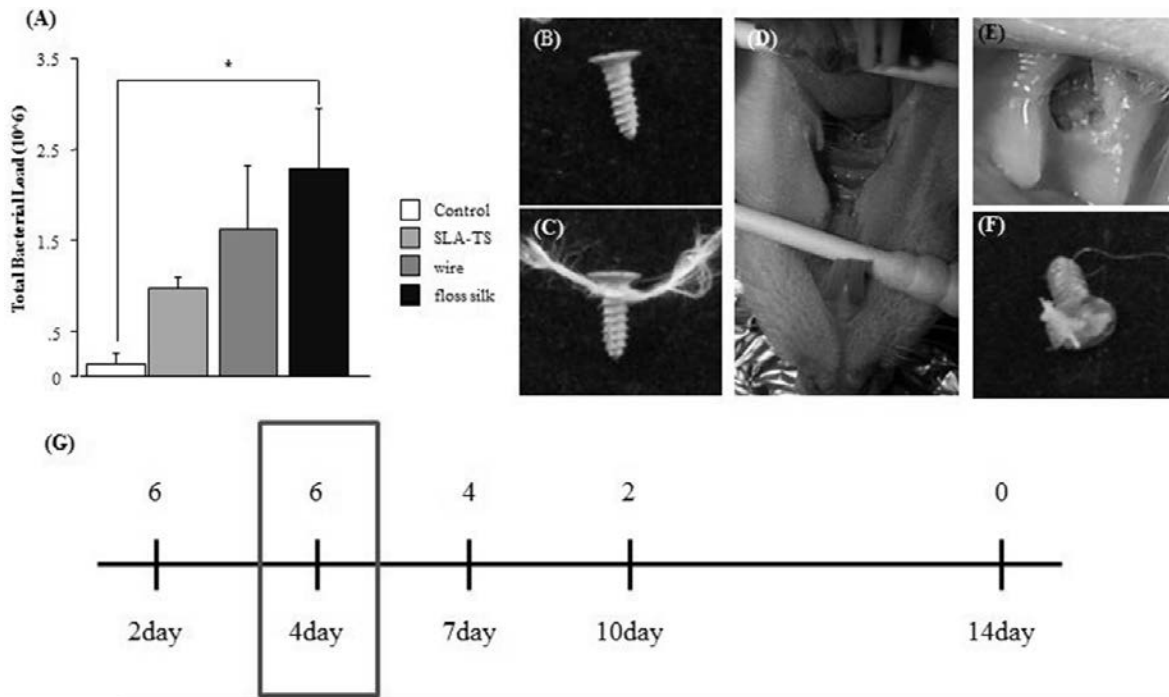 (A)
3.5
2.5
1.5
.5
0
Total Bacterial Load (10^6)
*
Control
SLA-TS
wire
floss silk
(B)
(C)
(D)
(E)
(F)
(G)
6 6 4 2 0
2day 4day 7day 10day 14day